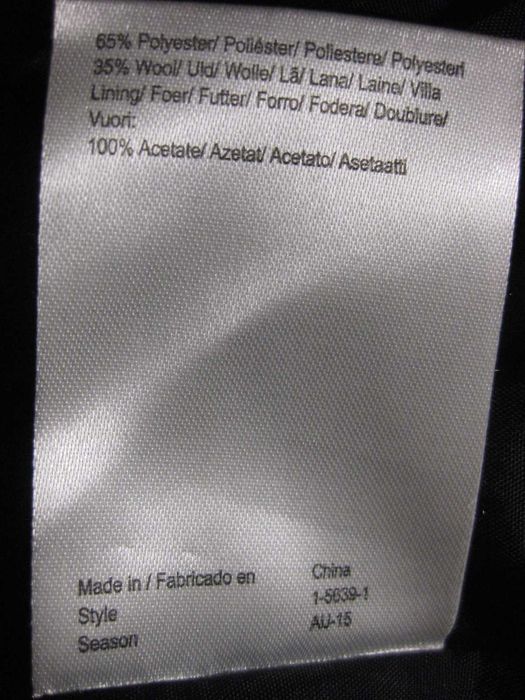 65% Polyester/ Poliéster/ Poliestere/ Polyesteri
35% Wool/ Uld/ Wolle/ Lã/ Lana/ Laine/ Villa
Lining/ Foer/ Futter/ Forro/ Fodera/ Doublure/
Vuori:
100% Acetate/ Azetat/ Acetato/ Asetaatti
Made in / Fabricado en China
Style 1-5639-1
Season AU-15